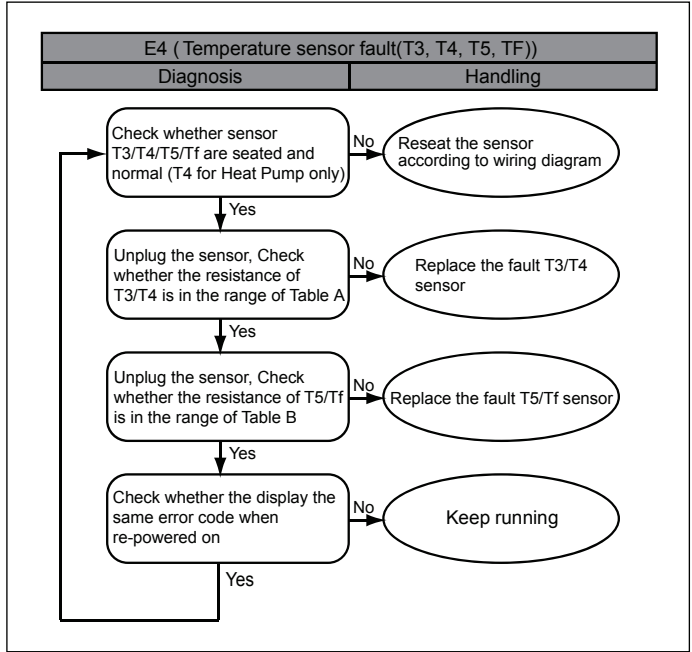 E4 ( Temperature sensor fault(T3, T4, T5, TF))
Diagnosis
Handling
Check whether sensor
T3/T4/T5/Tf are seated and
normal (T4 for Heat Pump only)
No
Reseat the sensor
according to wiring diagram
Yes
Unplug the sensor, Check
whether the resistance of
T3/T4 is in the range of Table A
No
Replace the fault T3/T4
sensor
Yes
Unplug the sensor, Check
whether the resistance of T5/Tf
is in the range of Table B
No
Replace the fault T5/Tf sensor
Yes
Check whether the display the
same error code when
re-powered on
No
Keep running
Yes